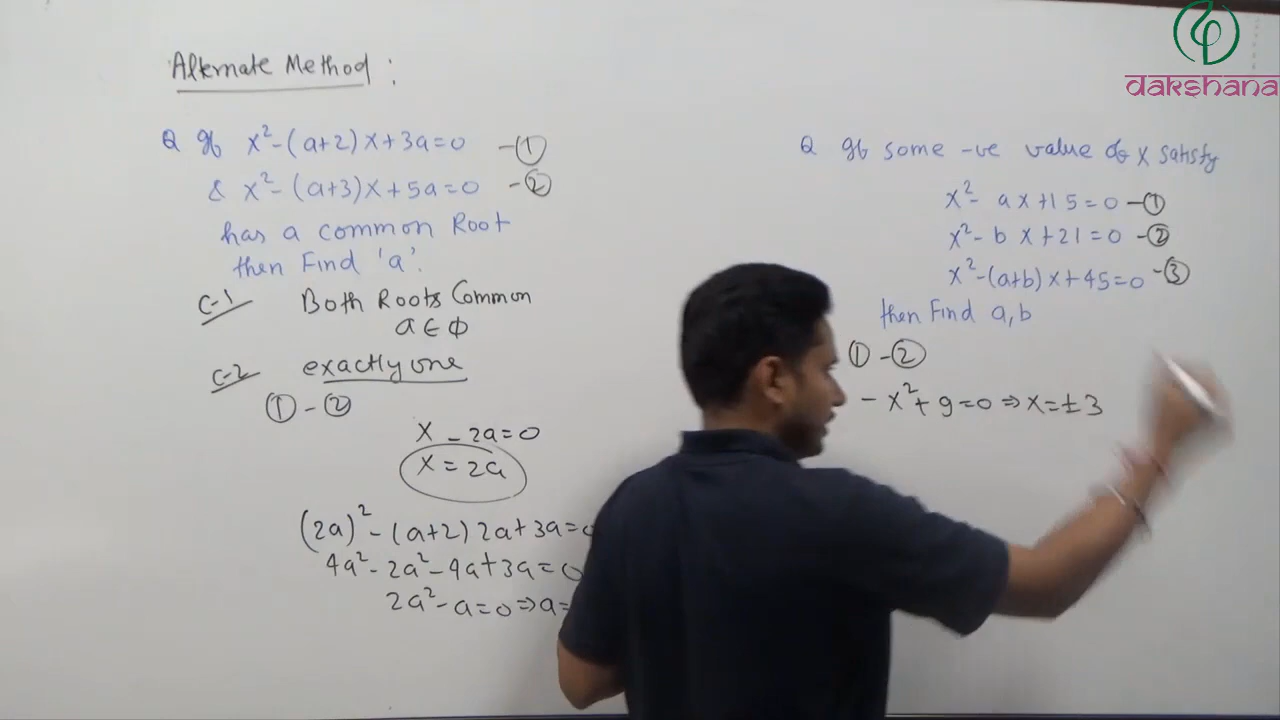 dakshana
Alternate Method :
Q If x²-(a+2)x+3a=0 -①
& x²-(a+3)x+5a=0 -②
has a common Root
then Find 'a'.
C-1 Both Roots Common
a∈φ
C-2 exactly one
①-②
x-2a=0
x=2a
(2a)²-(a+2)2a+3a=0
4a²-2a²-4a+3a=0
2a²-a=0⇒a=
Q If some -ve value of x satisfy
x²-ax+15=0-①
x²-bx+21=0-②
x²-(a+b)x+45=0-③
then Find a,b
①-②
-x²+9=0⇒x=±3